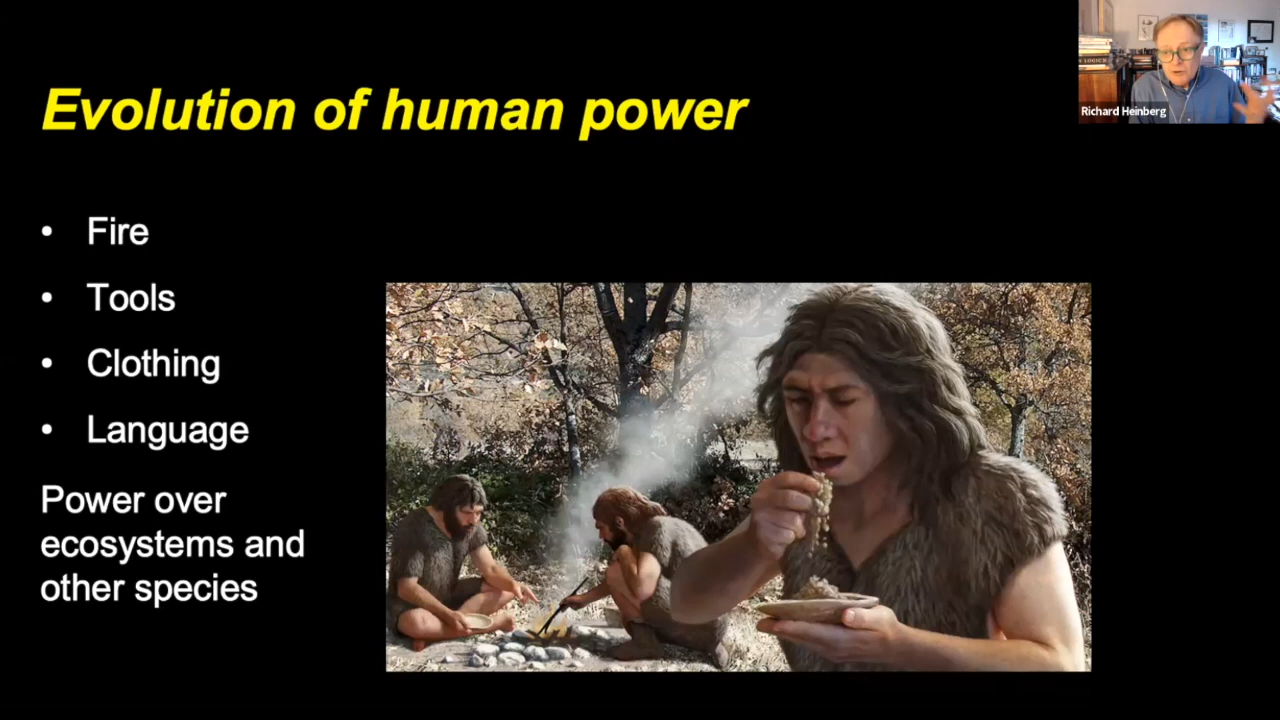 Evolution of human power
Richard Heinberg
• Fire
• Tools
• Clothing
• Language
Power over
ecosystems and
other species